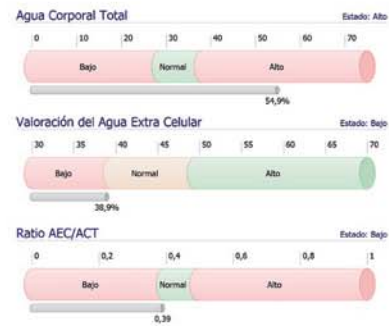 Agua Corporal Total Estado: Alto
0 10 20 30 40 50 60 70
Bajo Normal Alto
54,9%
Valoración del Agua Extra Celular Estado: Bajo
30 35 40 45 50 55 60 65 70
Bajo Normal Alto
38,9%
Ratio AEC/ACT Estado: Bajo
0 0,2 0,4 0,6 0,8 1
Bajo Normal Alto
0,39